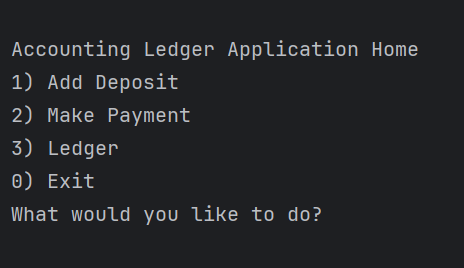 Accounting Ledger Application Home
1) Add Deposit
2) Make Payment
3) Ledger
0) Exit
What would you like to do?